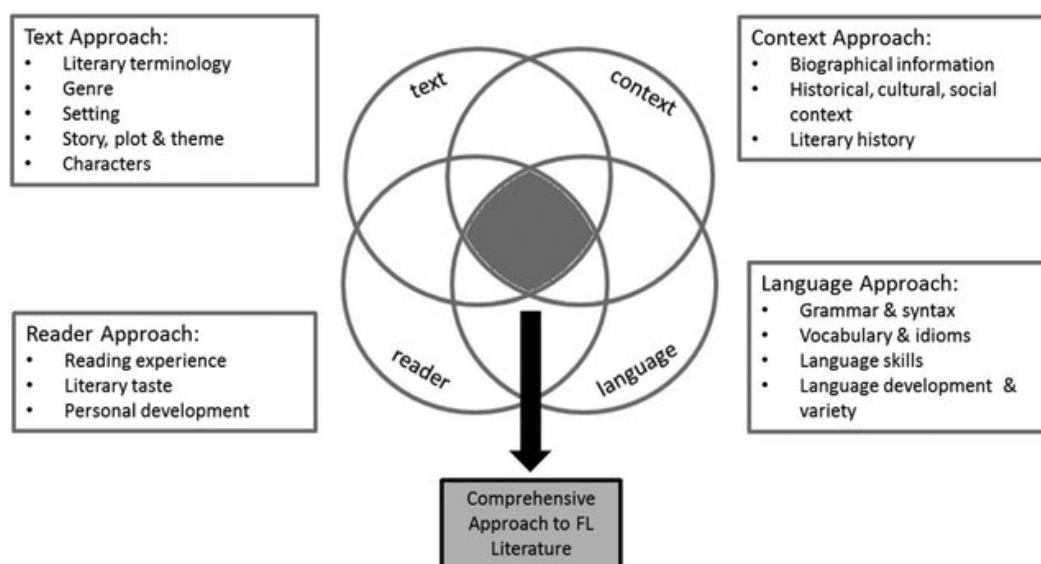 Text Approach:
• Literary terminology
• Genre
• Setting
• Story, plot & theme
• Characters
text
context
Context Approach:
• Biographical information
• Historical, cultural, social
context
• Literary history
Reader Approach:
• Reading experience
• Literary taste
• Personal development
reader
language
Language Approach:
• Grammar & syntax
• Vocabulary & idioms
• Language skills
• Language development &
variety
Comprehensive
Approach to FL
Literature